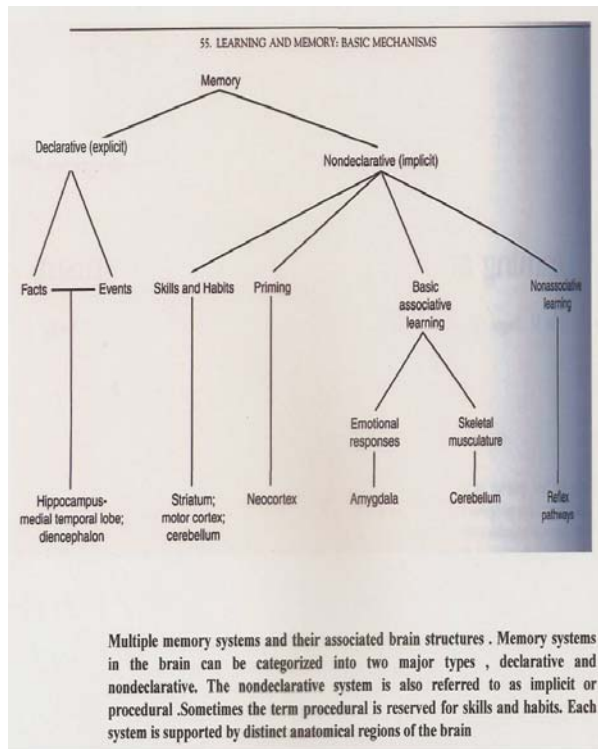 55. LEARNING AND MEMORY: BASIC MECHANISMS
Memory
Declarative (explicit)
Nondeclarative (implicit)
Facts
Events
Skills and Habits
Priming
Basic
associative
learning
Nonassociative
learning
Emotional
responses
Skeletal
musculature
Hippocampus-
medial temporal lobe;
diencephalon
Striatum;
motor cortex;
cerebellum
Neocortex
Amygdala
Cerebellum
Reflex
pathways
Multiple memory systems and their associated brain structures . Memory systems
in the brain can be categorized into two major types , declarative and
nondeclarative. The nondeclarative system is also referred to as implicit or
procedural .Sometimes the term procedural is reserved for skills and habits. Each
system is supported by distinct anatomical regions of the brain